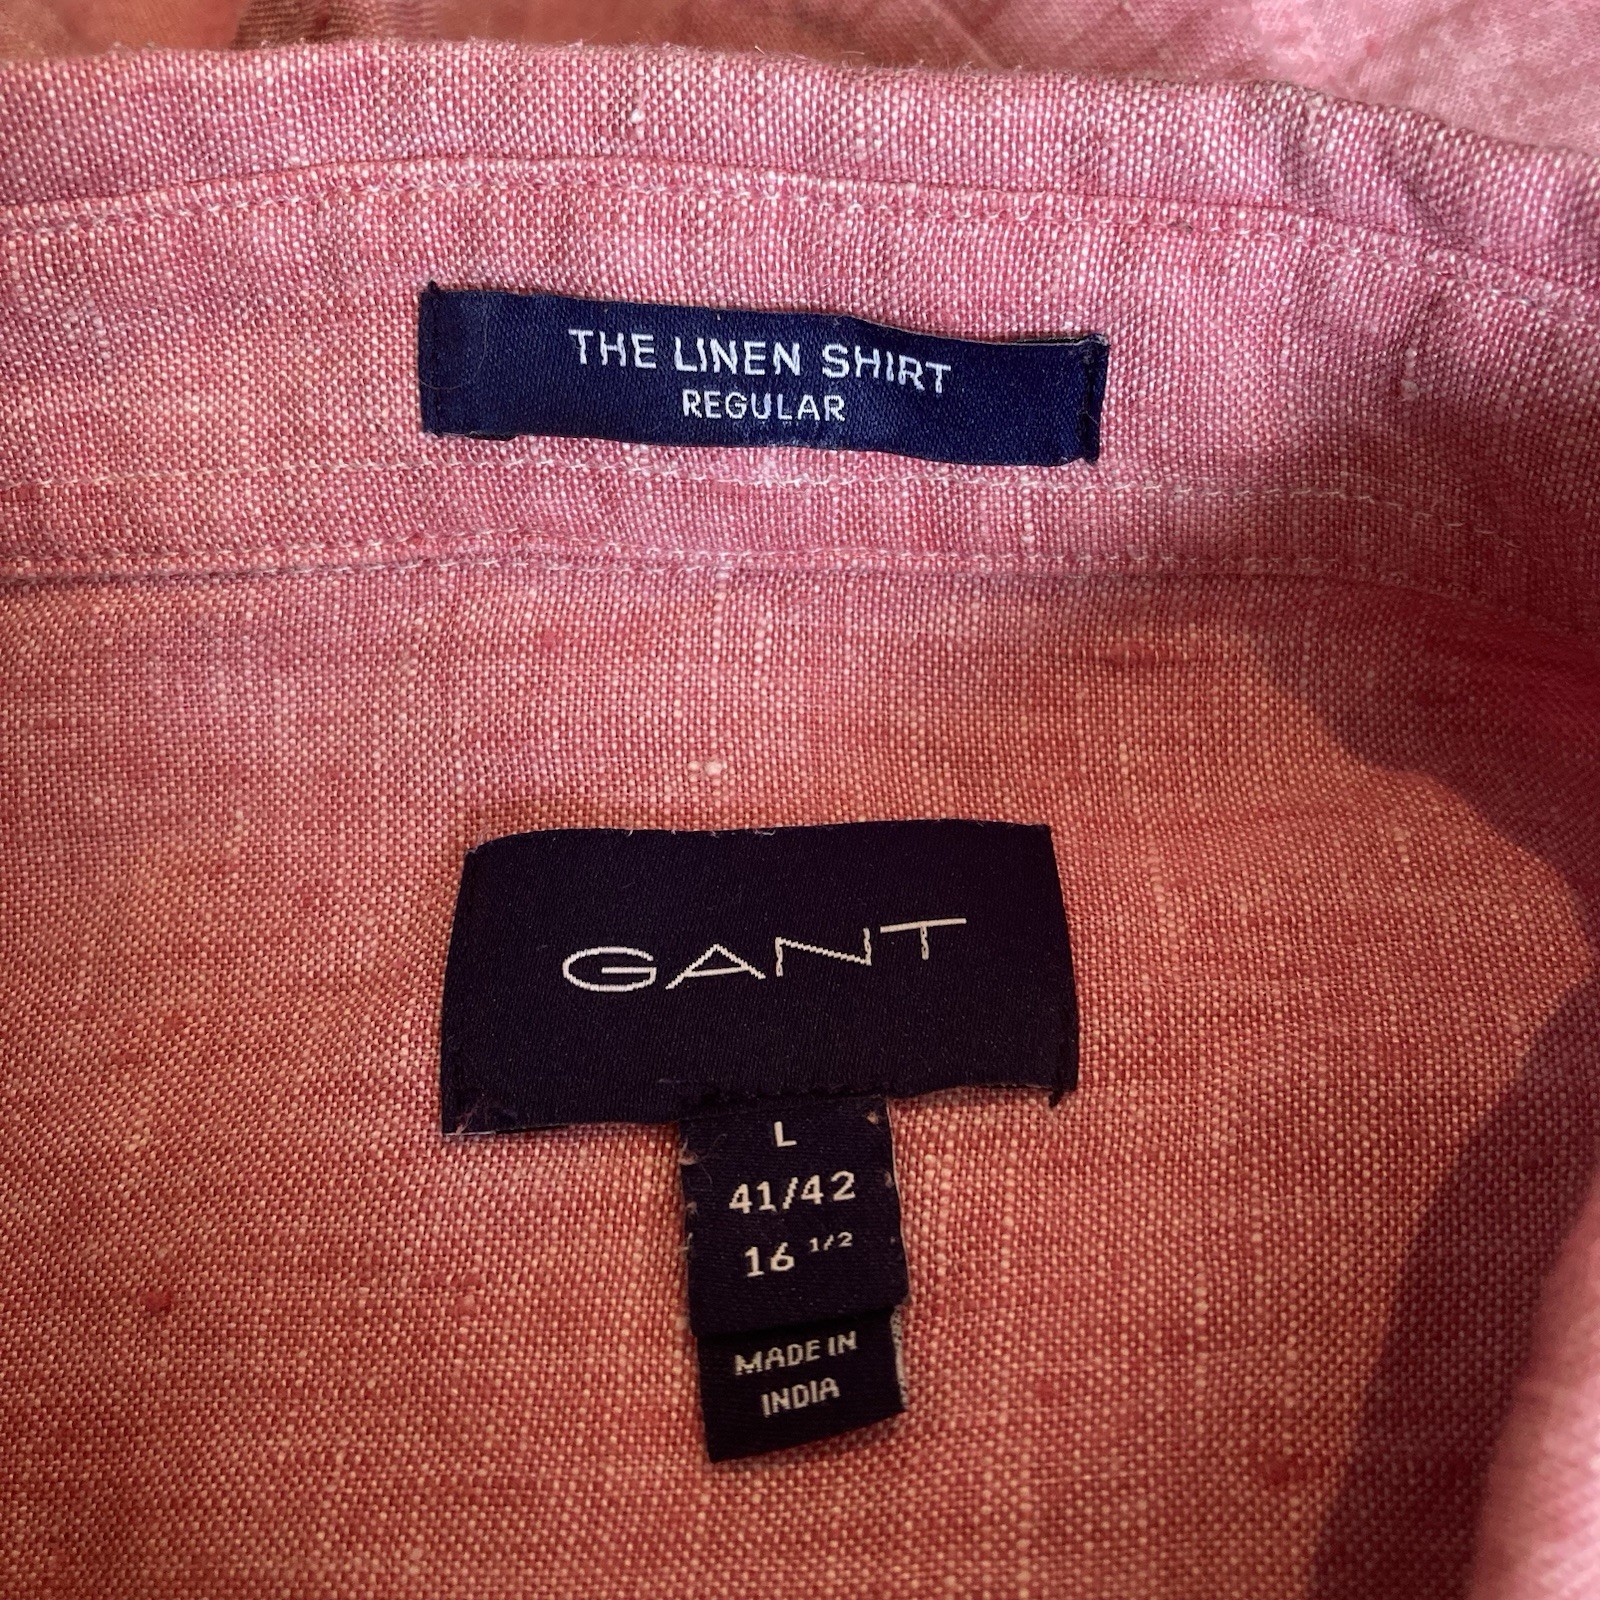 THE LINEN SHIRT
REGULAR
GANT
L
41/42
16 1/2
MADE IN
INDIA